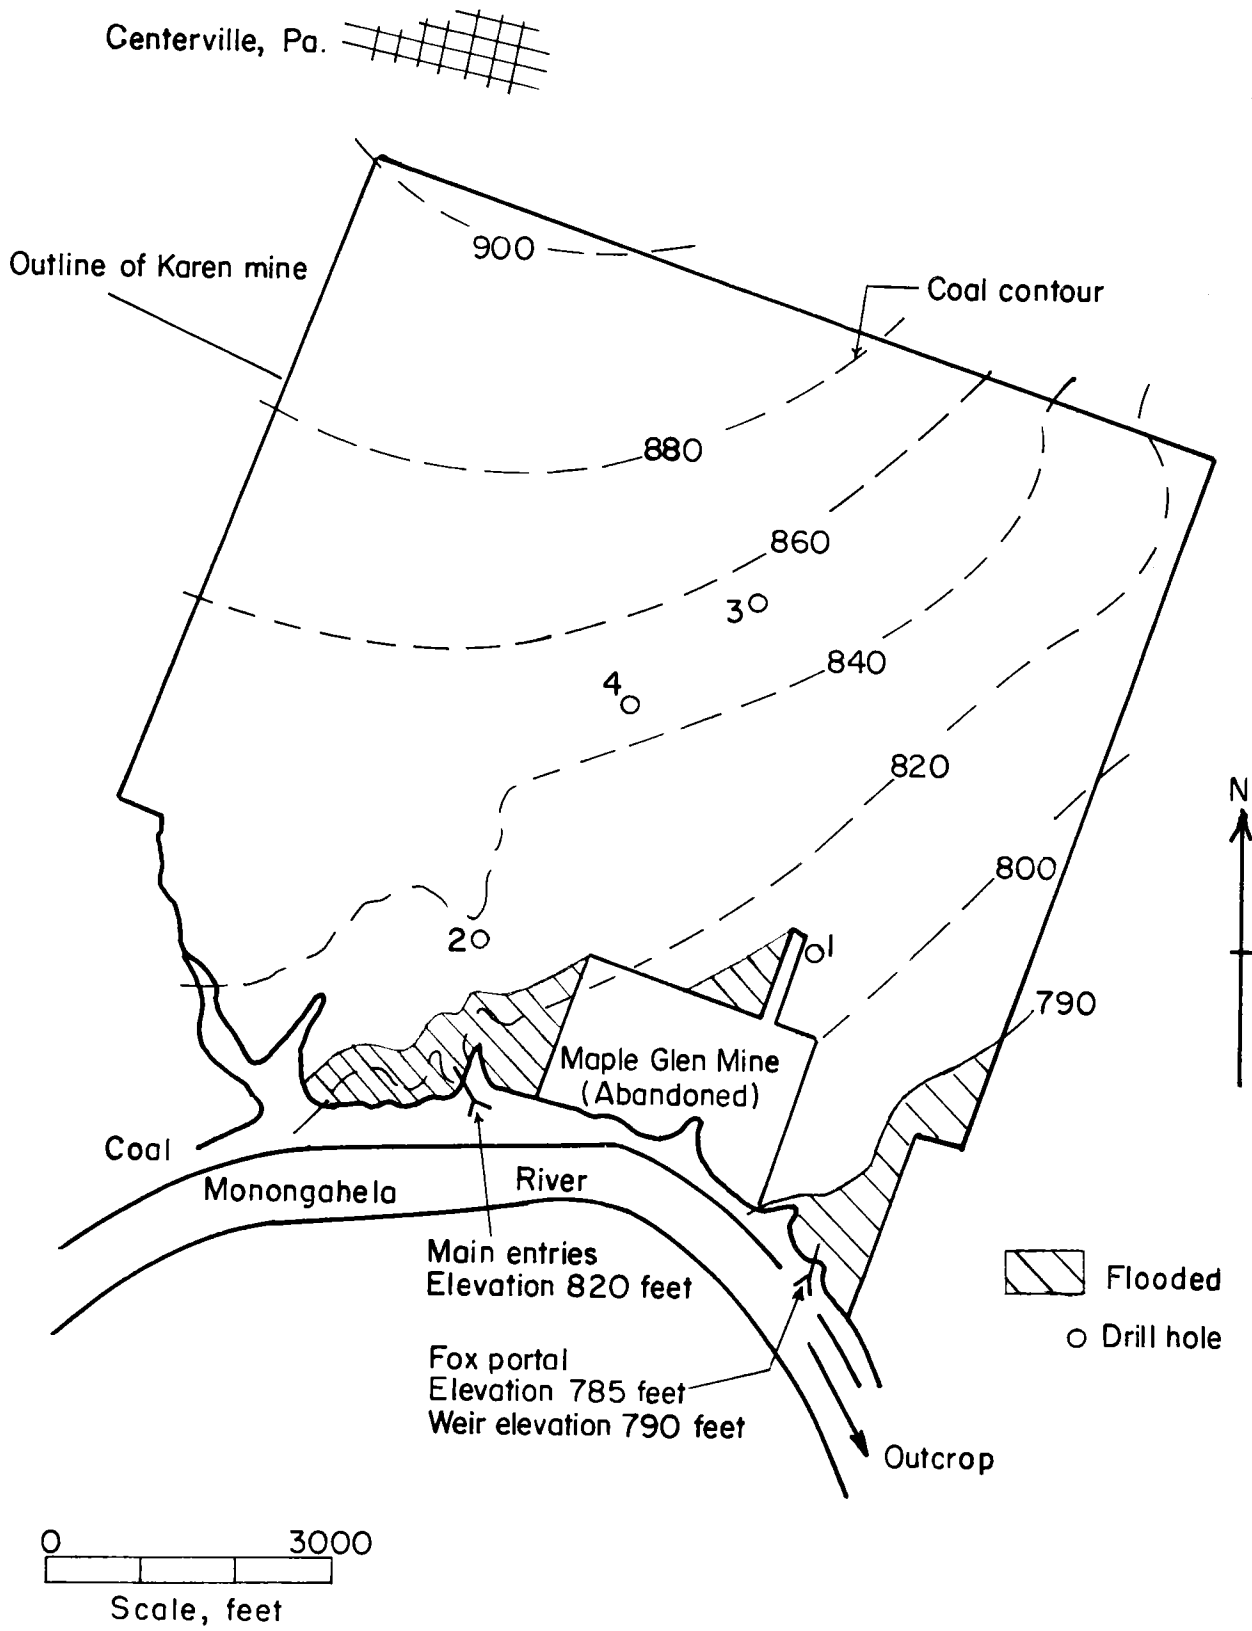 Centerville, Pa.
900
Outline of Karen mine
Coal contour
880
860
3
840
4
820
N
800
2
1
790
Maple Glen Mine
(Abandoned)
Coal
Monongahela
River
Main entries
Elevation 820 feet
Flooded
Drill hole
Fox portal
Elevation 785 feet
Weir elevation 790 feet
Outcrop
0 3000
Scale, feet